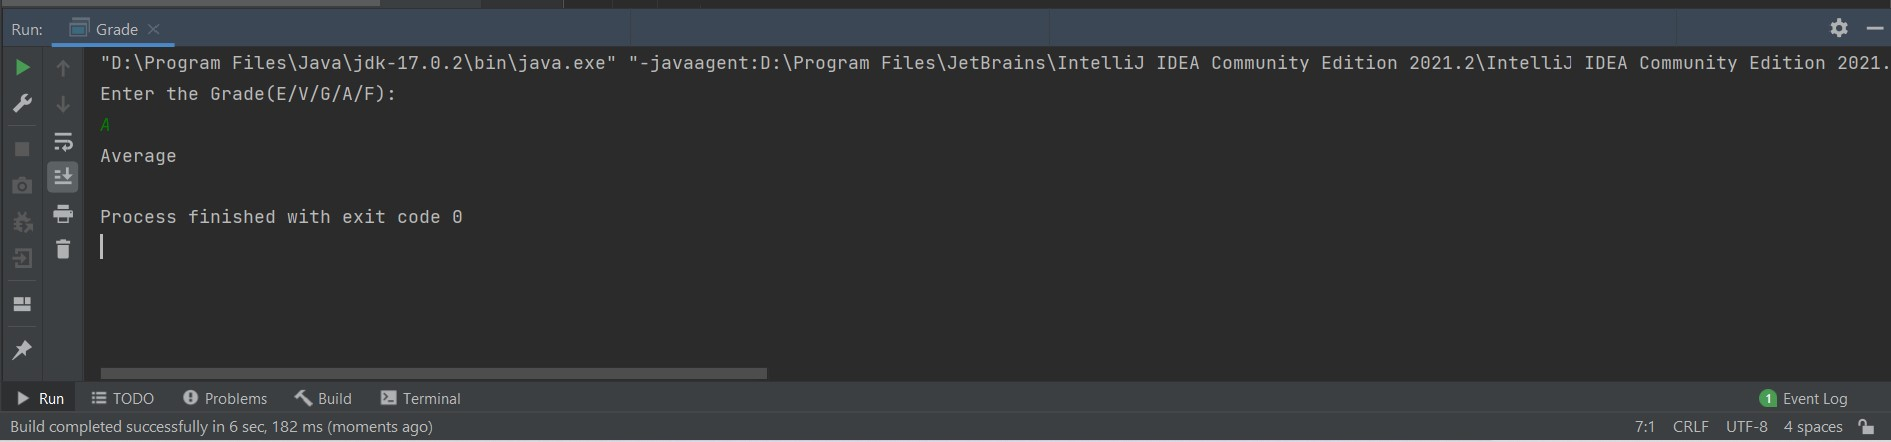 Run: Grade
"D:\Program Files\Java\jdk-17.0.2\bin\java.exe" "-javaagent:D:\Program Files\JetBrains\IntelliJ IDEA Community Edition 2021.2\IntelliJ IDEA Community Edition 2021.
Enter the Grade(E/V/G/A/F):
A
Average
Process finished with exit code 0
Run TODO Problems Build Terminal 1 Event Log
Build completed successfully in 6 sec, 182 ms (moments ago) 7:1 CRLF UTF-8 4 spaces